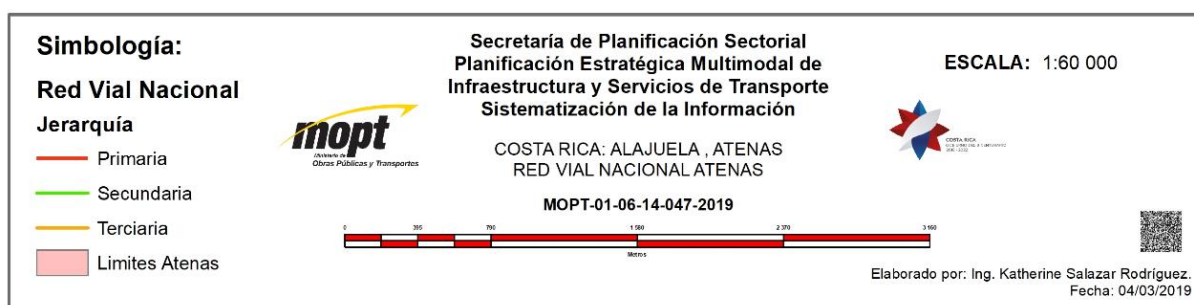 Simbología:
Red Vial Nacional
Jerarquía
Primaria
Secundaria
Terciaria
Limites Atenas
mopt
Ministerio de
Obras Públicas y Transportes
Secretaría de Planificación Sectorial
Planificación Estratégica Multimodal de
Infraestructura y Servicios de Transporte
Sistematización de la Información
COSTA RICA: ALAJUELA , ATENAS
RED VIAL NACIONAL ATENAS
MOPT-01-06-14-047-2019
0 395 790 1 580 2 370 3 160
Metros
ESCALA: 1:60 000
COSTA RICA
Elaborado por: Ing. Katherine Salazar Rodríguez.
Fecha: 04/03/2019